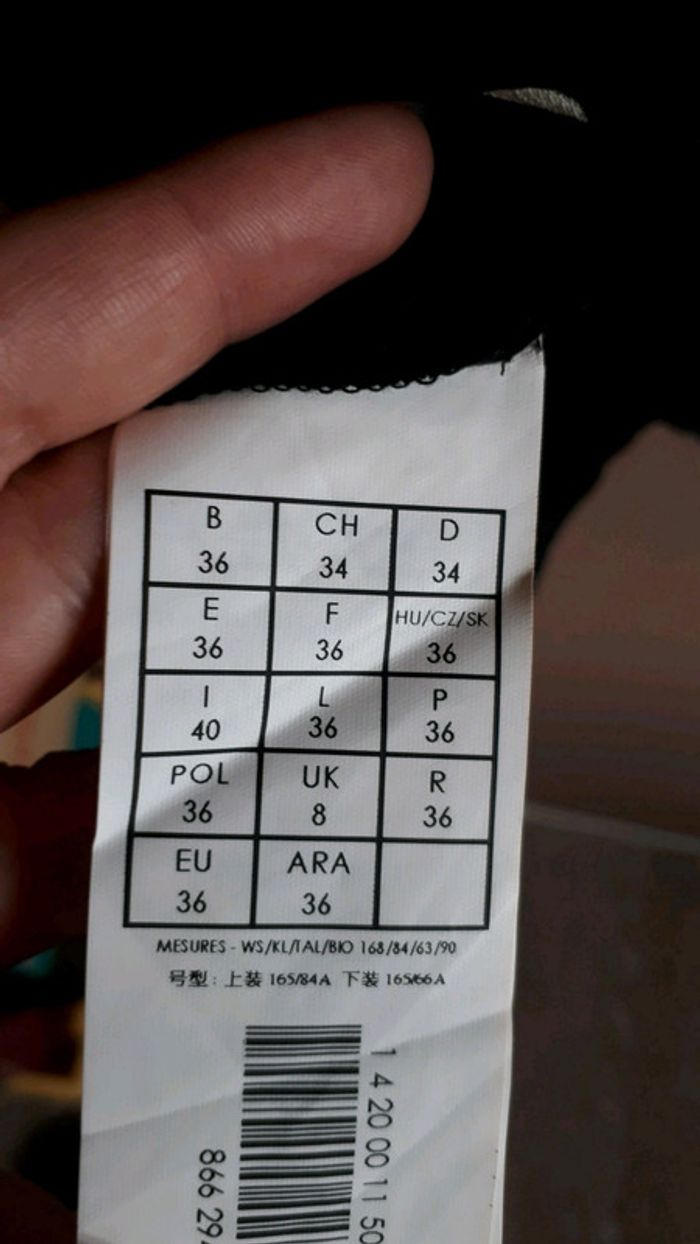 B CH D
36 34 34
E F HU/CZ/SK
36 36 36
I L P
40 36 36
POL UK R
36 8 36
EU ARA
36 36
MESURES - WS/KL/TAL/BIO 168/84/63/90
号型: 上装 165/84A 下装 165/66A
1 4 20 00 11 50
866 29